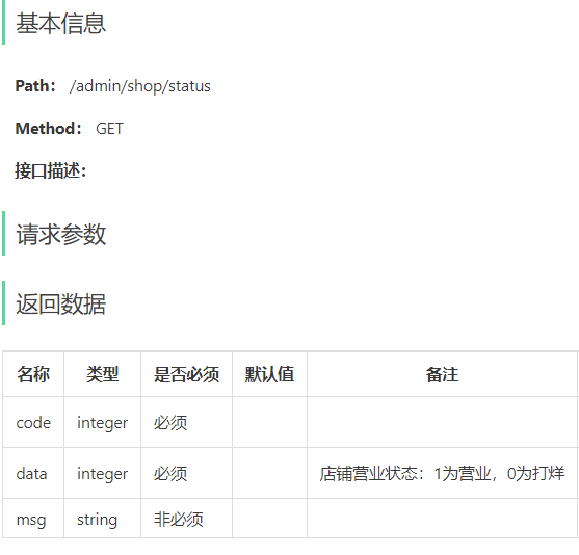 基本信息
Path： /admin/shop/status
Method： GET
接口描述：
请求参数
返回数据
名称 类型 是否必须 默认值 备注
code integer 必须
data integer 必须 店铺营业状态：1为营业，0为打烊
msg string 非必须